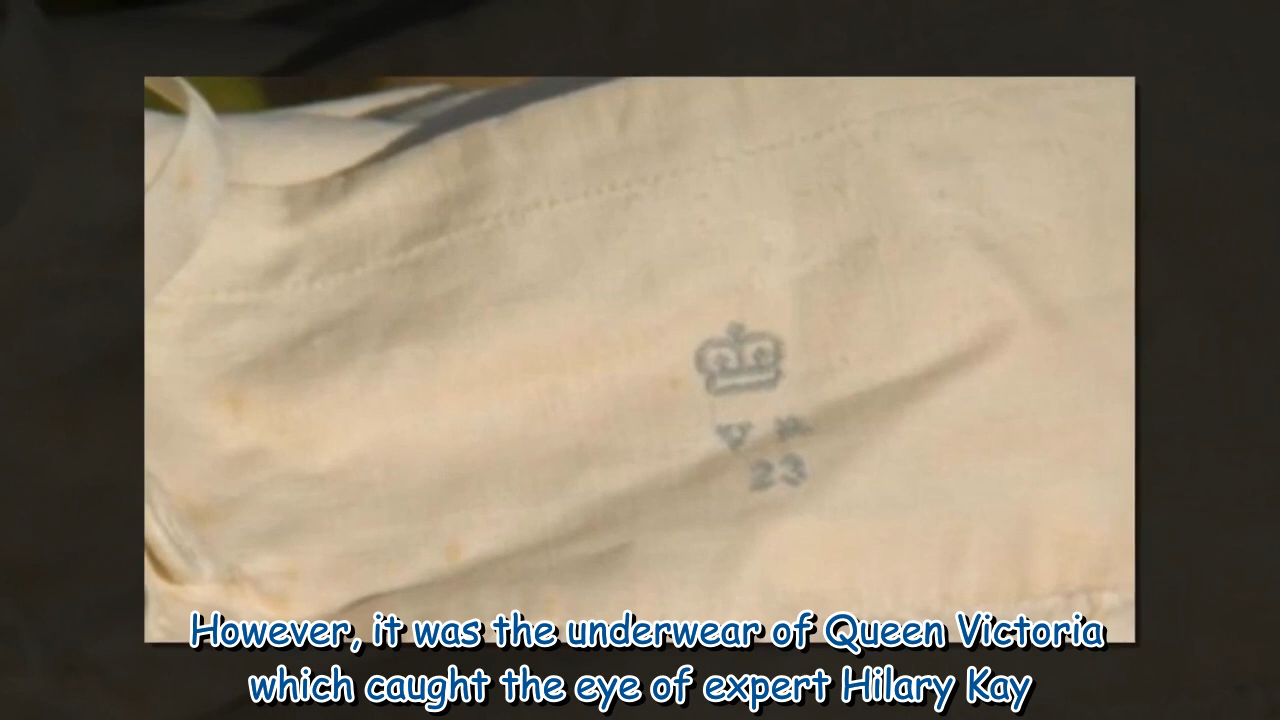 V R
23
However, it was the underwear of Queen Victoria
which caught the eye of expert Hilary Kay